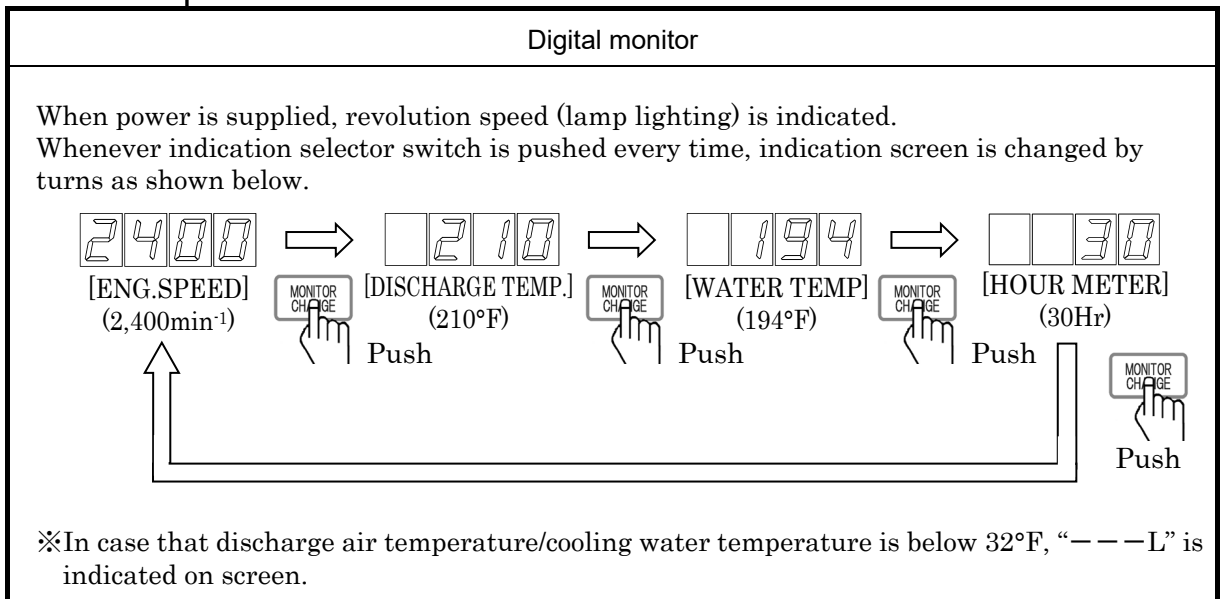 Digital monitor
When power is supplied, revolution speed (lamp lighting) is indicated.
Whenever indication selector switch is pushed every time, indication screen is changed by
turns as shown below.
2400 210 194 30
[ENG.SPEED] [DISCHARGE TEMP.] [WATER TEMP] [HOUR METER]
(2,400min⁻¹) (210°F) (194°F) (30Hr)
MONITOR CHANGE MONITOR CHANGE MONITOR CHANGE
Push Push Push
MONITOR CHANGE
Push
※In case that discharge air temperature/cooling water temperature is below 32°F, “－－－L” is
indicated on screen.